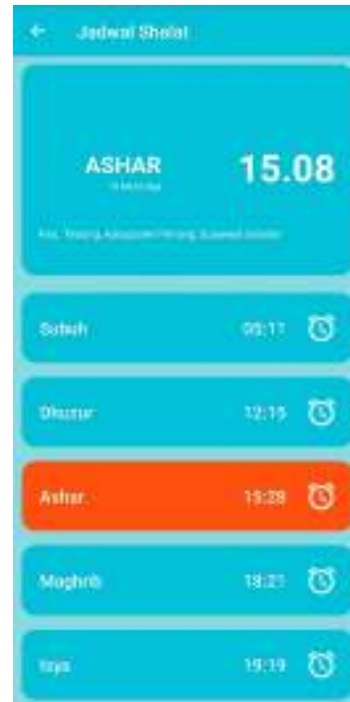 Jadwal Sholat
ASHAR
15.08
Subuh 05:11
Dhuzur 12:15
Ashar 15:28
Maghrib 18:21
Isya 19:19